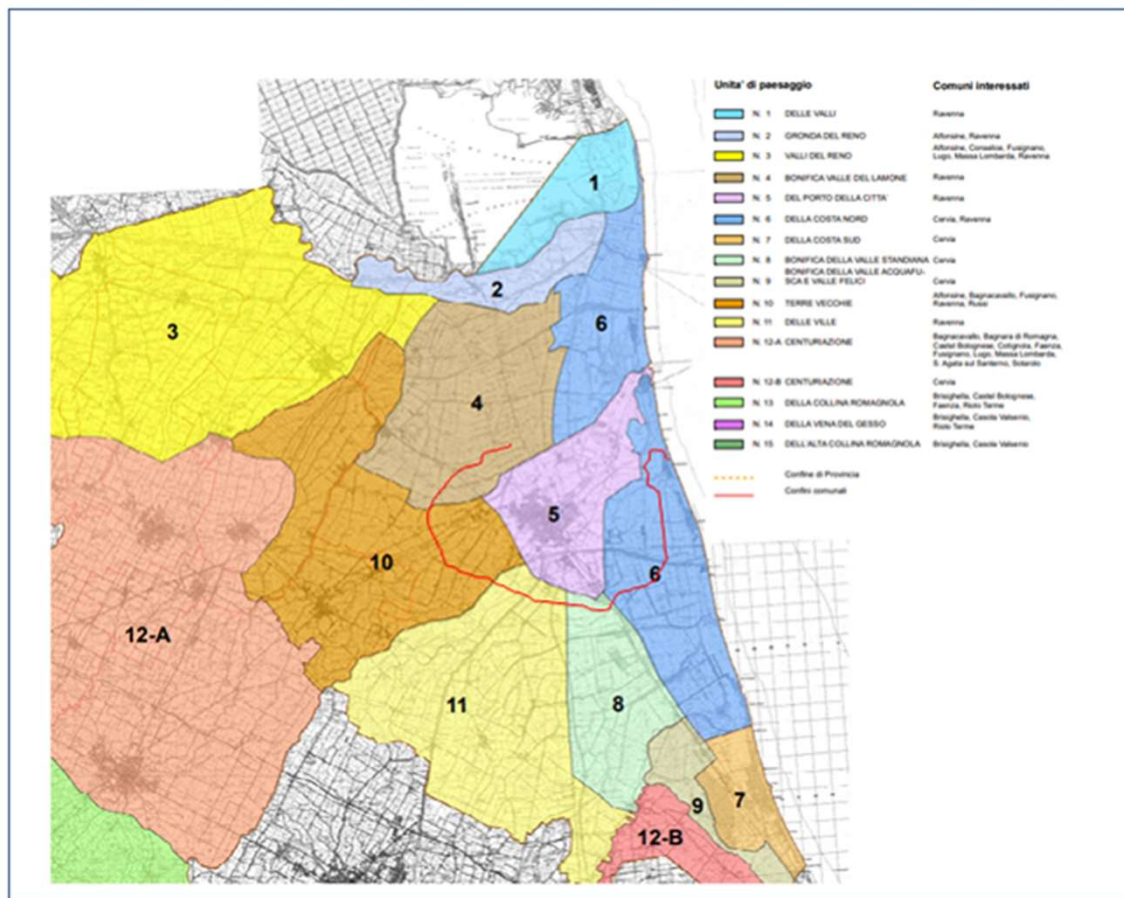 Unita' di paesaggio Comuni interessati
N. 1 DELLE VALLI Ravenna
N. 2 GRONDA DEL RENO Alfonsine, Ravenna
N. 3 VALLI DEL RENO Alfonsine, Conselice, Fusignano,
Lugo, Massa Lombarda, Ravenna
N. 4 BONIFICA VALLE DEL LAMONE Ravenna
N. 5 DEL PORTO DELLA CITTA' Ravenna
N. 6 DELLA COSTA NORD Cervia, Ravenna
N. 7 DELLA COSTA SUD Cervia
N. 8 BONIFICA DELLA VALLE STANDIANA Cervia
BONIFICA DELLA VALLE ACQUAFU-
N. 9 SCA E VALLE FELICI Cervia
N. 10 TERRE VECCHIE Alfonsine, Bagnacavallo, Fusignano,
Ravenna, Russi
N. 11 DELLE VILLE Ravenna
N. 12-A CENTURIAZIONE Bagnacavallo, Bagnara di Romagna,
Castel Bolognese, Cotignola, Faenza,
Fusignano, Lugo, Massa Lombarda,
S. Agata sul Santerno, Solarolo
N. 12-B CENTURIAZIONE Cervia
N. 13 DELLA COLLINA ROMAGNOLA Brisighella, Castel Bolognese,
Faenza, Riolo Terme
N. 14 DELLA VENA DEL GESSO Brisighella, Casola Valsenio,
Riolo Terme
N. 15 DELL'ALTA COLLINA ROMAGNOLA Brisighella, Casola Valsenio
Confine di Provincia
Confini comunali
1
2
3
6
4
5
10
6
12-A
11
8
9
7
12-B